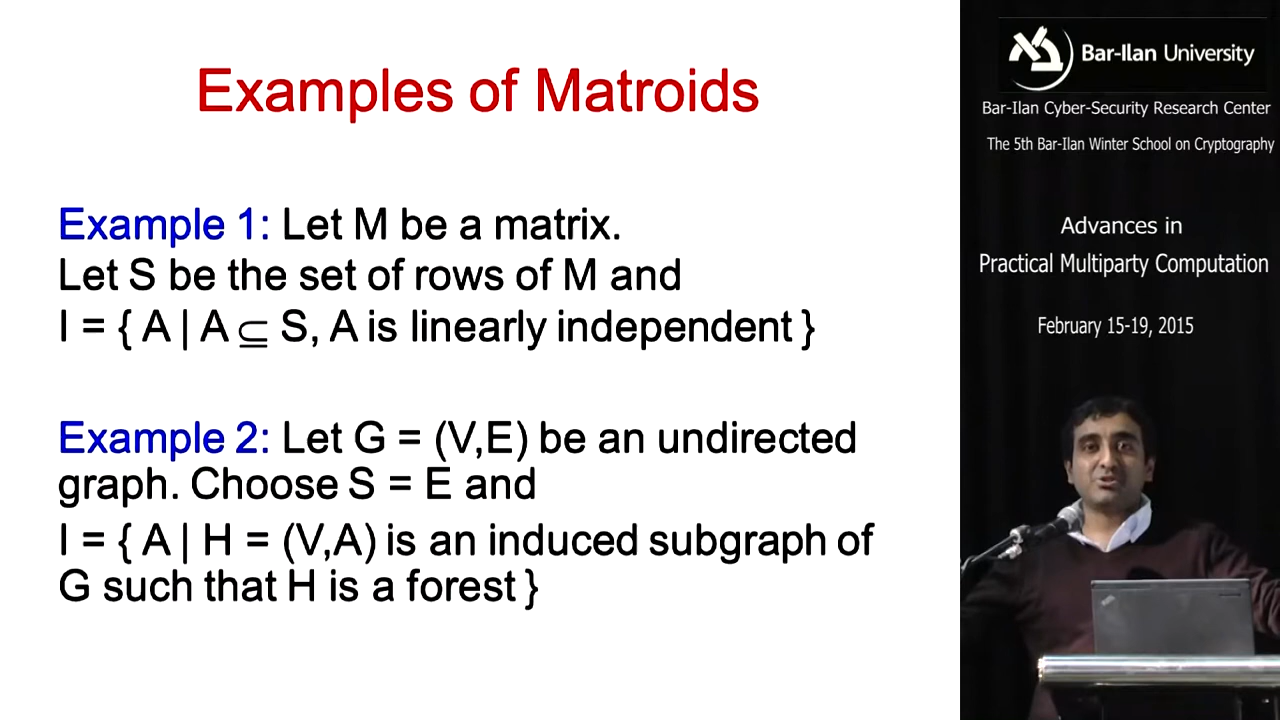 Examples of Matroids
Example 1: Let M be a matrix.
Let S be the set of rows of M and
I = { A | A ⊆ S, A is linearly independent }
Example 2: Let G = (V,E) be an undirected
graph. Choose S = E and
I = { A | H = (V,A) is an induced subgraph of
G such that H is a forest }
Bar-Ilan University
Bar-Ilan Cyber-Security Research Center
The 5th Bar-Ilan Winter School on Cryptography
Advances in
Practical Multiparty Computation
February 15-19, 2015